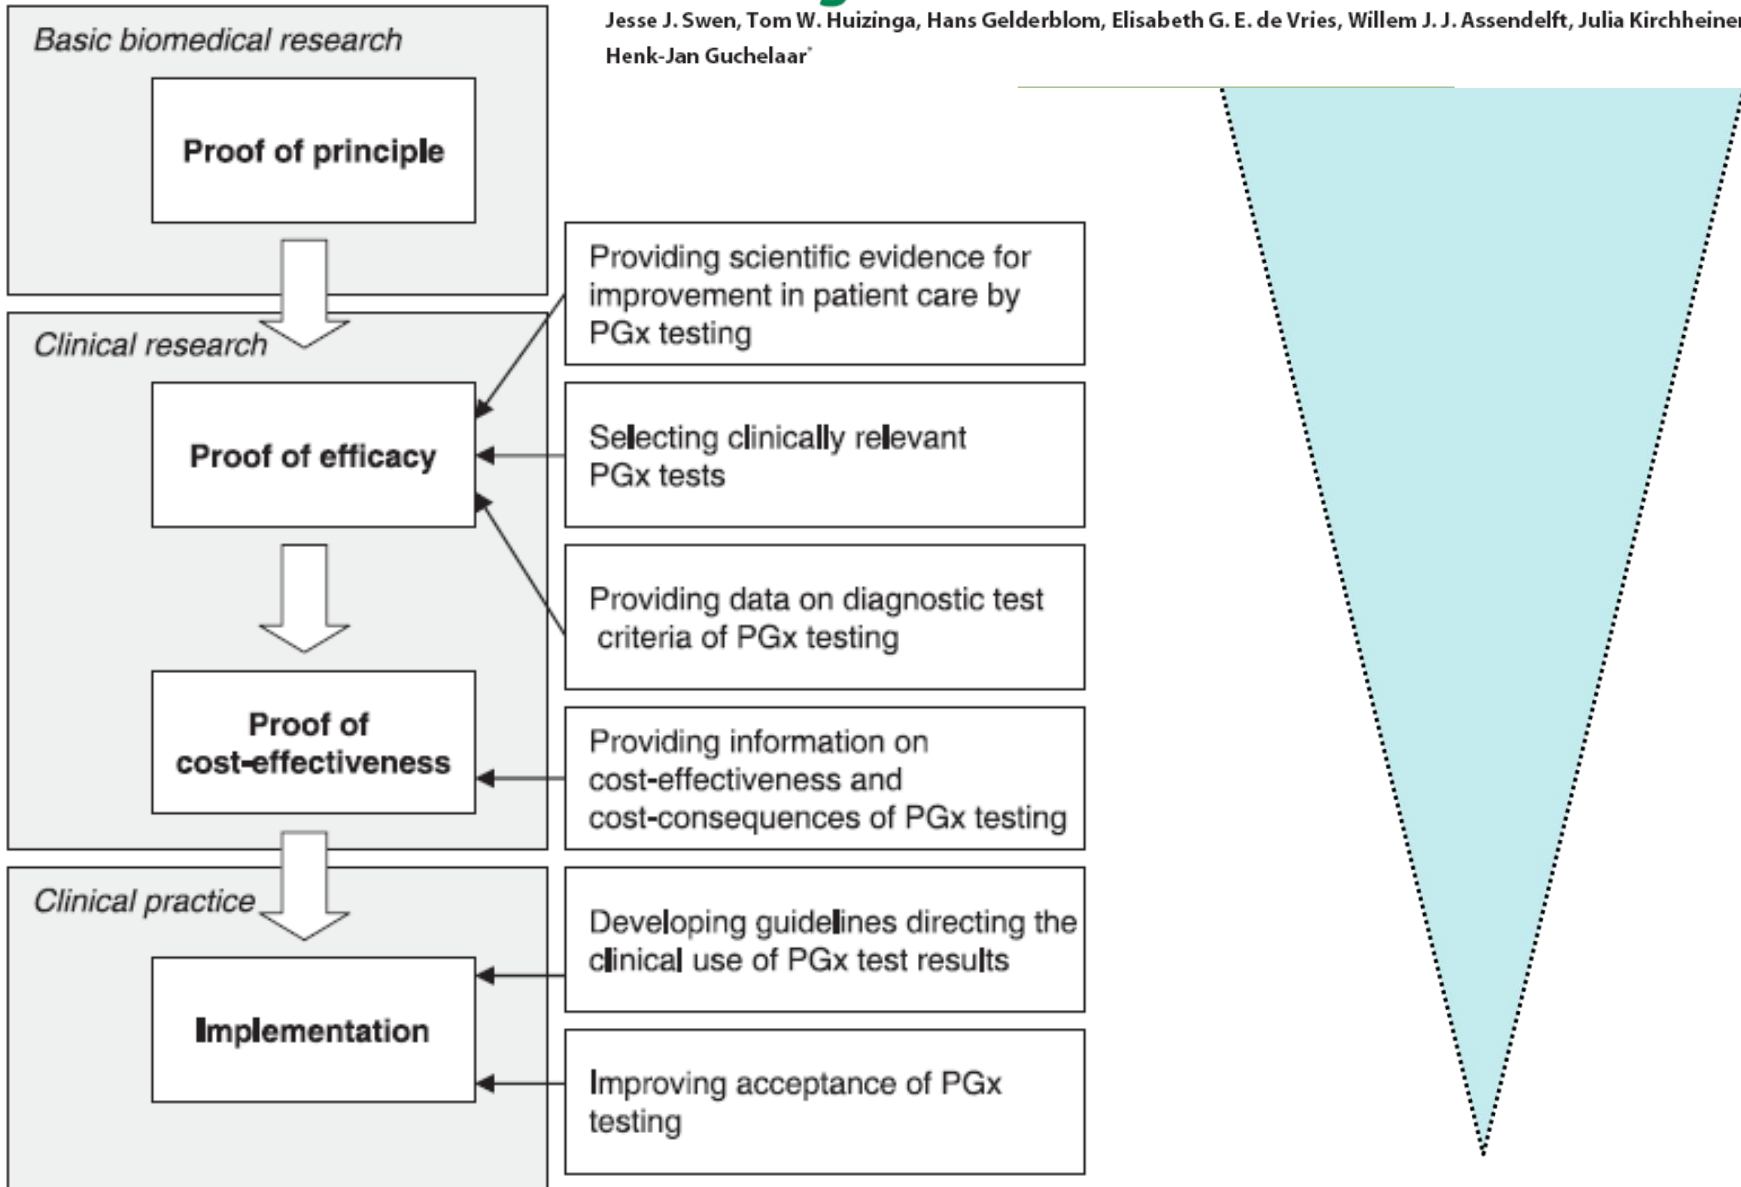 Jesse J. Swen, Tom W. Huizinga, Hans Gelderblom, Elisabeth G. E. de Vries, Willem J. J. Assendelft, Julia Kirchheiner
Henk-Jan Guchelaar*
Basic biomedical research
Proof of principle
Clinical research
Proof of efficacy
Proof of
cost-effectiveness
Clinical practice
Implementation
Providing scientific evidence for
improvement in patient care by
PGx testing
Selecting clinically relevant
PGx tests
Providing data on diagnostic test
criteria of PGx testing
Providing information on
cost-effectiveness and
cost-consequences of PGx testing
Developing guidelines directing the
clinical use of PGx test results
Improving acceptance of PGx
testing